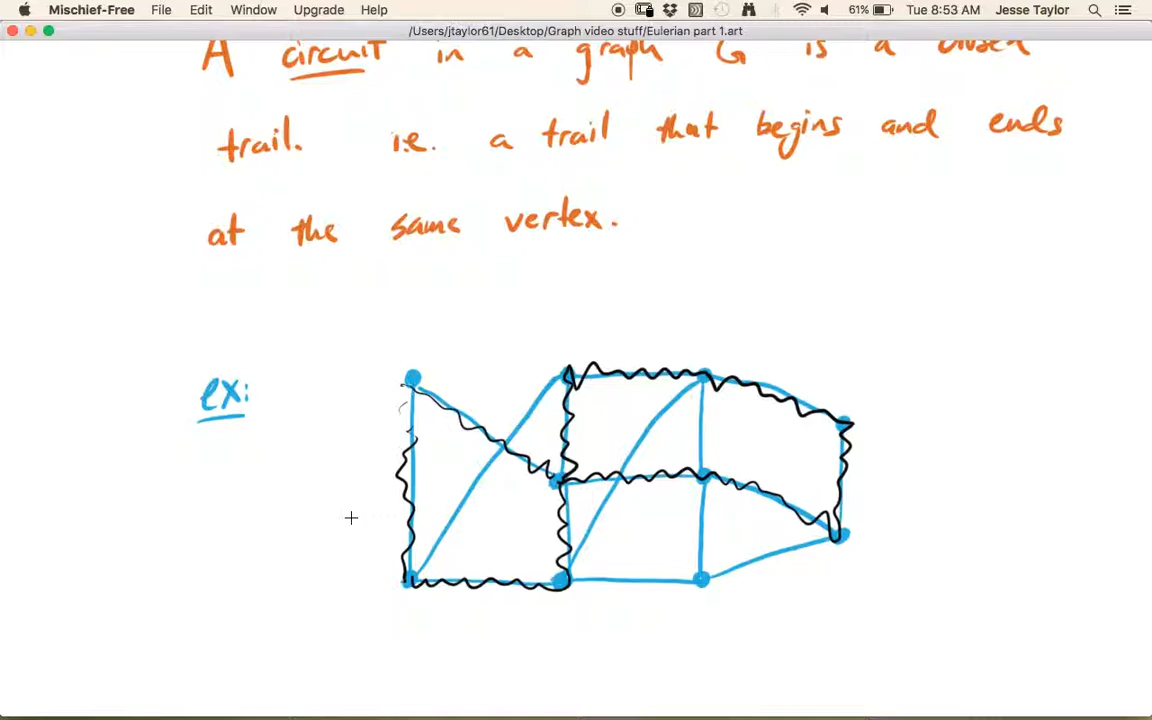 Mischief-Free File Edit View Window Upgrade Help 61% Tue 8:53 AM Jesse Taylor
/Users/jtaylor61/Desktop/Graph video stuff/Eulerian part 1.art
A circuit in a graph G is a closed
trail. i.e. a trail that begins and ends
at the same vertex.
ex: